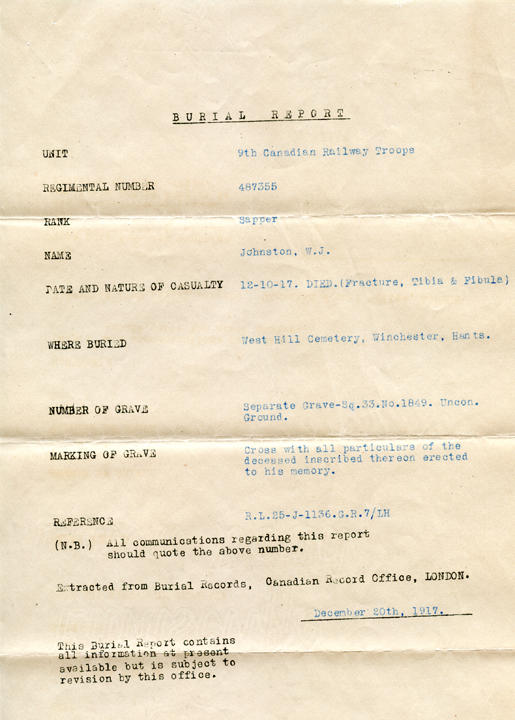 BURIAL REPORT
UNIT 9th Canadian Railway Troops
REGIMENTAL NUMBER 487355
RANK Sapper
NAME Johnston, W.J.
DATE AND NATURE OF CASUALTY 12-10-17. DIED.(Fracture, Tibia & Fibula)
WHERE BURIED West Hill Cemetery, Winchester, Hants.
NUMBER OF GRAVE Separate Grave-Sq.33.No.1849. Uncon.
Ground.
MARKING OF GRAVE Cross with all particulars of the
deceased inscribed thereon erected
to his memory.
REFERENCE R.L.25-J-1136.G.R.7/LH
(N.B.) All communications regarding this report
should quote the above number.
Extracted from Burial Records, Canadian Record Office, LONDON.
December 20th, 1917.
This Burial Report contains
all information at present
available but is subject to
revision by this office.